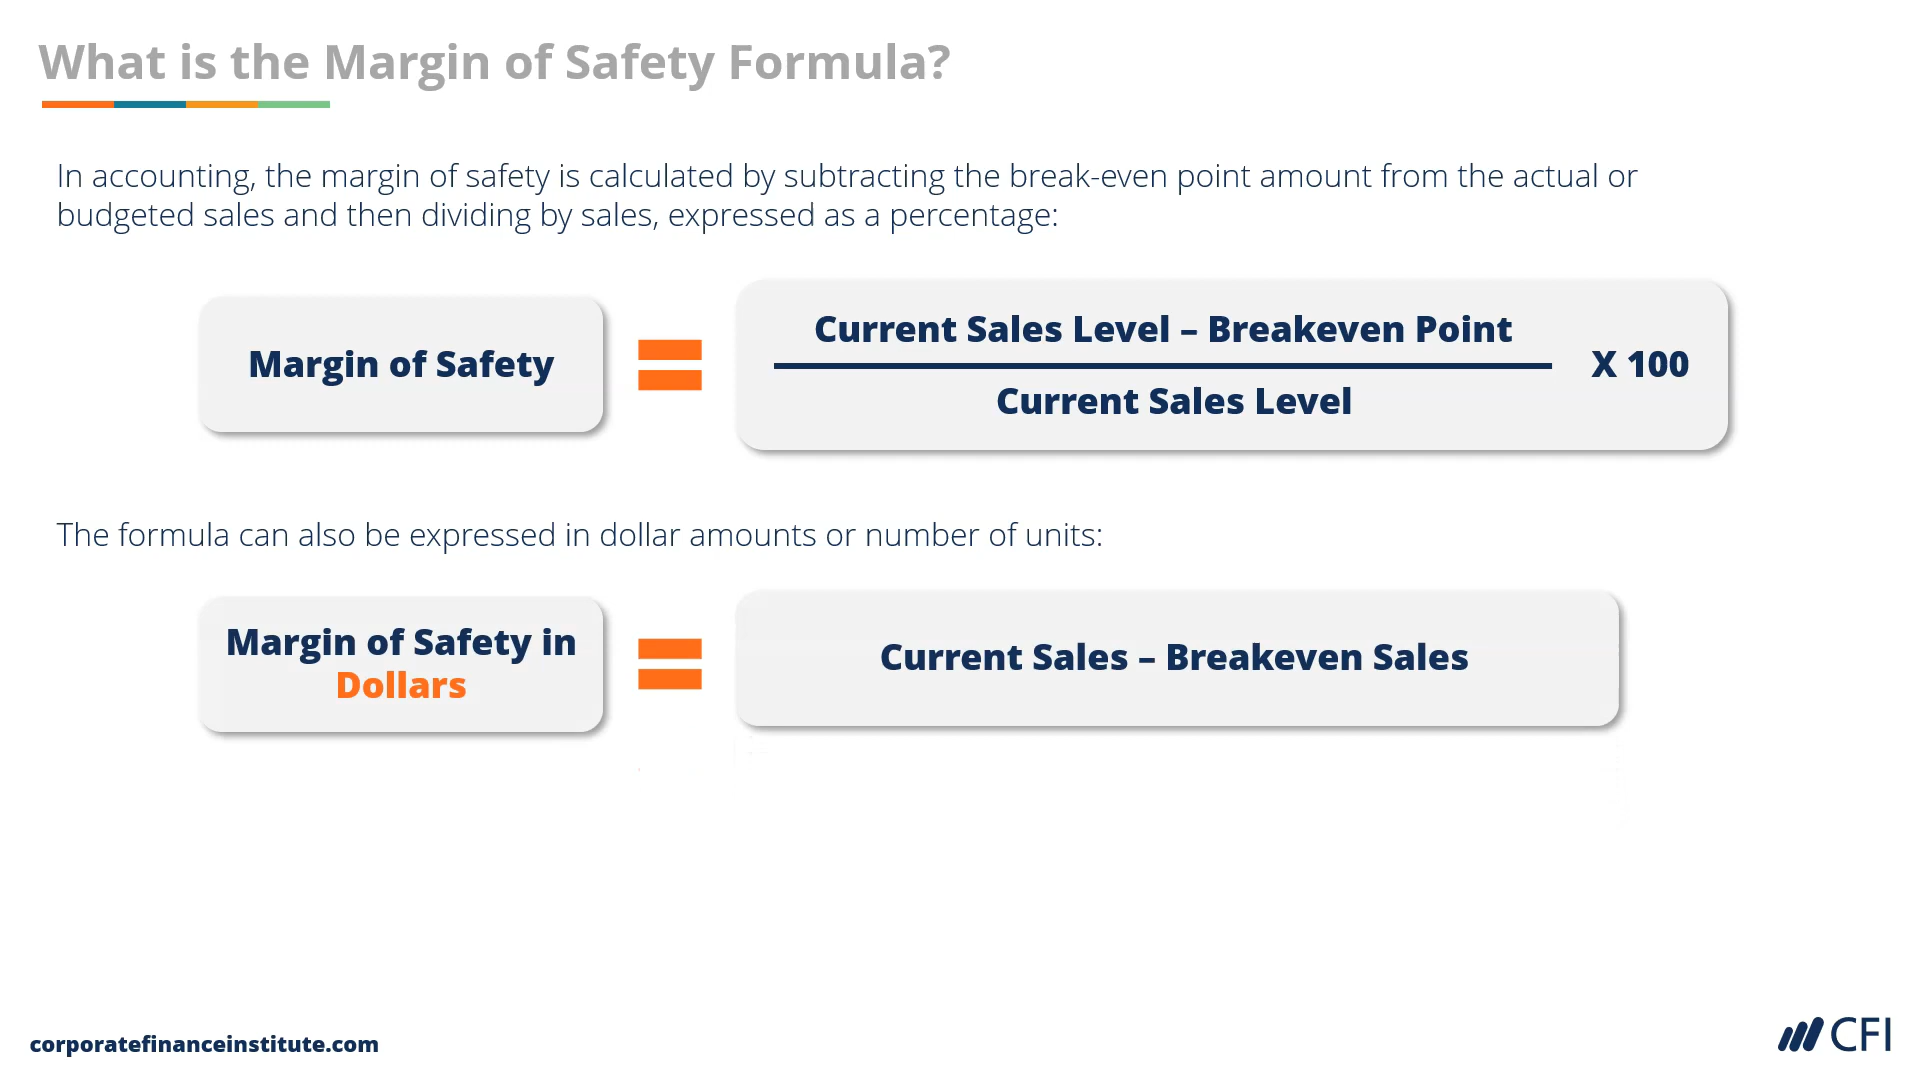 What is the Margin of Safety Formula?
In accounting, the margin of safety is calculated by subtracting the break-even point amount from the actual or
budgeted sales and then dividing by sales, expressed as a percentage:
Margin of Safety
=
Current Sales Level – Breakeven Point
Current Sales Level
X 100
The formula can also be expressed in dollar amounts or number of units:
Margin of Safety in
Dollars
=
Current Sales – Breakeven Sales
corporatefinanceinstitute.com
CFI